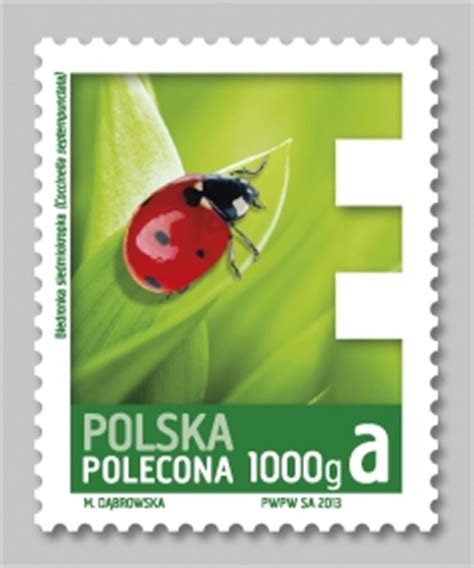 Biedronka siedmiokropka (Coccinella septempunctata)
E
POLSKA
POLECONA 1000g a
M. DĄBROWSKA PWPW SA 2013